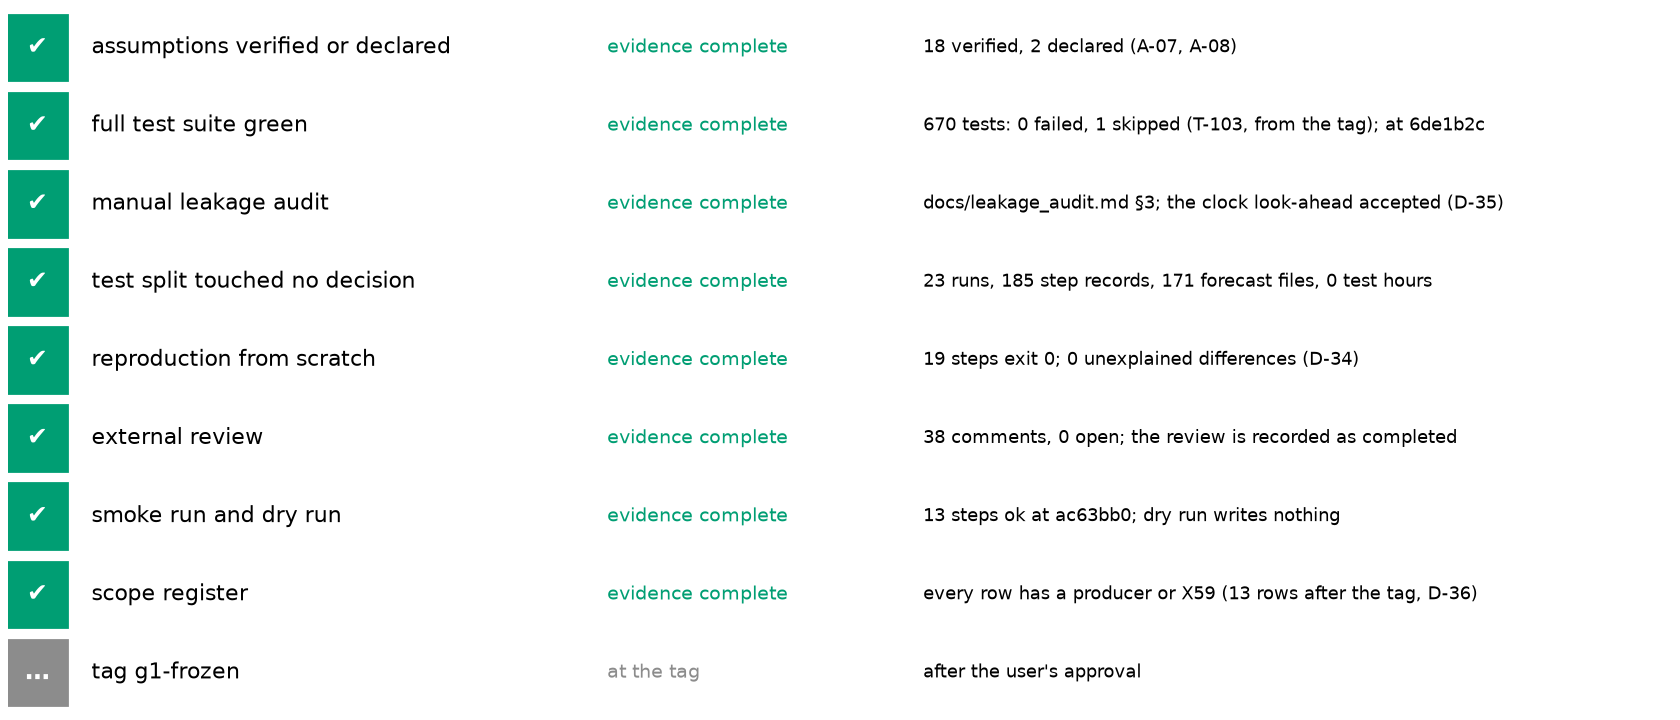 ✔ assumptions verified or declared evidence complete 18 verified, 2 declared (A-07, A-08)
✔ full test suite green evidence complete 670 tests: 0 failed, 1 skipped (T-103, from the tag); at 6de1b2c
✔ manual leakage audit evidence complete docs/leakage_audit.md §3; the clock look-ahead accepted (D-35)
✔ test split touched no decision evidence complete 23 runs, 185 step records, 171 forecast files, 0 test hours
✔ reproduction from scratch evidence complete 19 steps exit 0; 0 unexplained differences (D-34)
✔ external review evidence complete 38 comments, 0 open; the review is recorded as completed
✔ smoke run and dry run evidence complete 13 steps ok at ac63bb0; dry run writes nothing
✔ scope register evidence complete every row has a producer or X59 (13 rows after the tag, D-36)
… tag g1-frozen at the tag after the user's approval